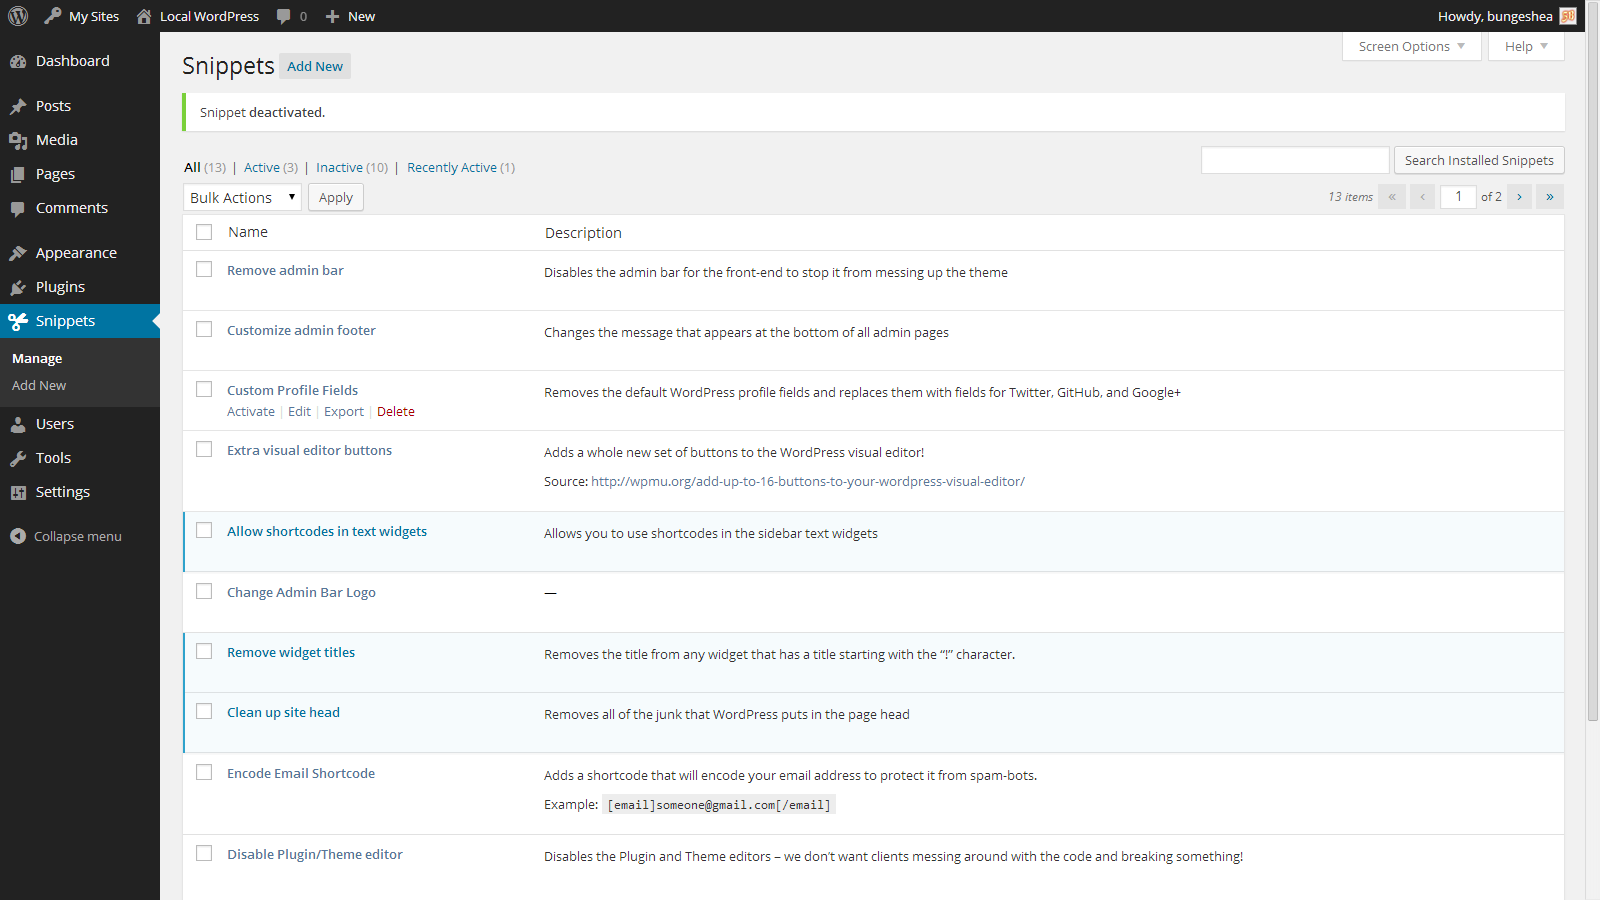 My Sites Local WordPress 0 New Howdy, bungeshea
Screen Options Help
Dashboard
Posts
Media
Pages
Comments
Appearance
Plugins
Snippets
Manage
Add New
Users
Tools
Settings
Collapse menu
Snippets Add New
Snippet deactivated.
All (13) | Active (3) | Inactive (10) | Recently Active (1)
Search Installed Snippets
Bulk Actions Apply
13 items « ‹ 1 of 2 › »
Name Description
Remove admin bar Disables the admin bar for the front-end to stop it from messing up the theme
Customize admin footer Changes the message that appears at the bottom of all admin pages
Custom Profile Fields Removes the default WordPress profile fields and replaces them with fields for Twitter, GitHub, and Google+
Activate | Edit | Export | Delete
Extra visual editor buttons Adds a whole new set of buttons to the WordPress visual editor!
Source: http://wpmu.org/add-up-to-16-buttons-to-your-wordpress-visual-editor/
Allow shortcodes in text widgets Allows you to use shortcodes in the sidebar text widgets
Change Admin Bar Logo —
Remove widget titles Removes the title from any widget that has a title starting with the “!” character.
Clean up site head Removes all of the junk that WordPress puts in the page head
Encode Email Shortcode Adds a shortcode that will encode your email address to protect it from spam-bots.
Example: [email]someone@gmail.com[/email]
Disable Plugin/Theme editor Disables the Plugin and Theme editors – we don’t want clients messing around with the code and breaking something!